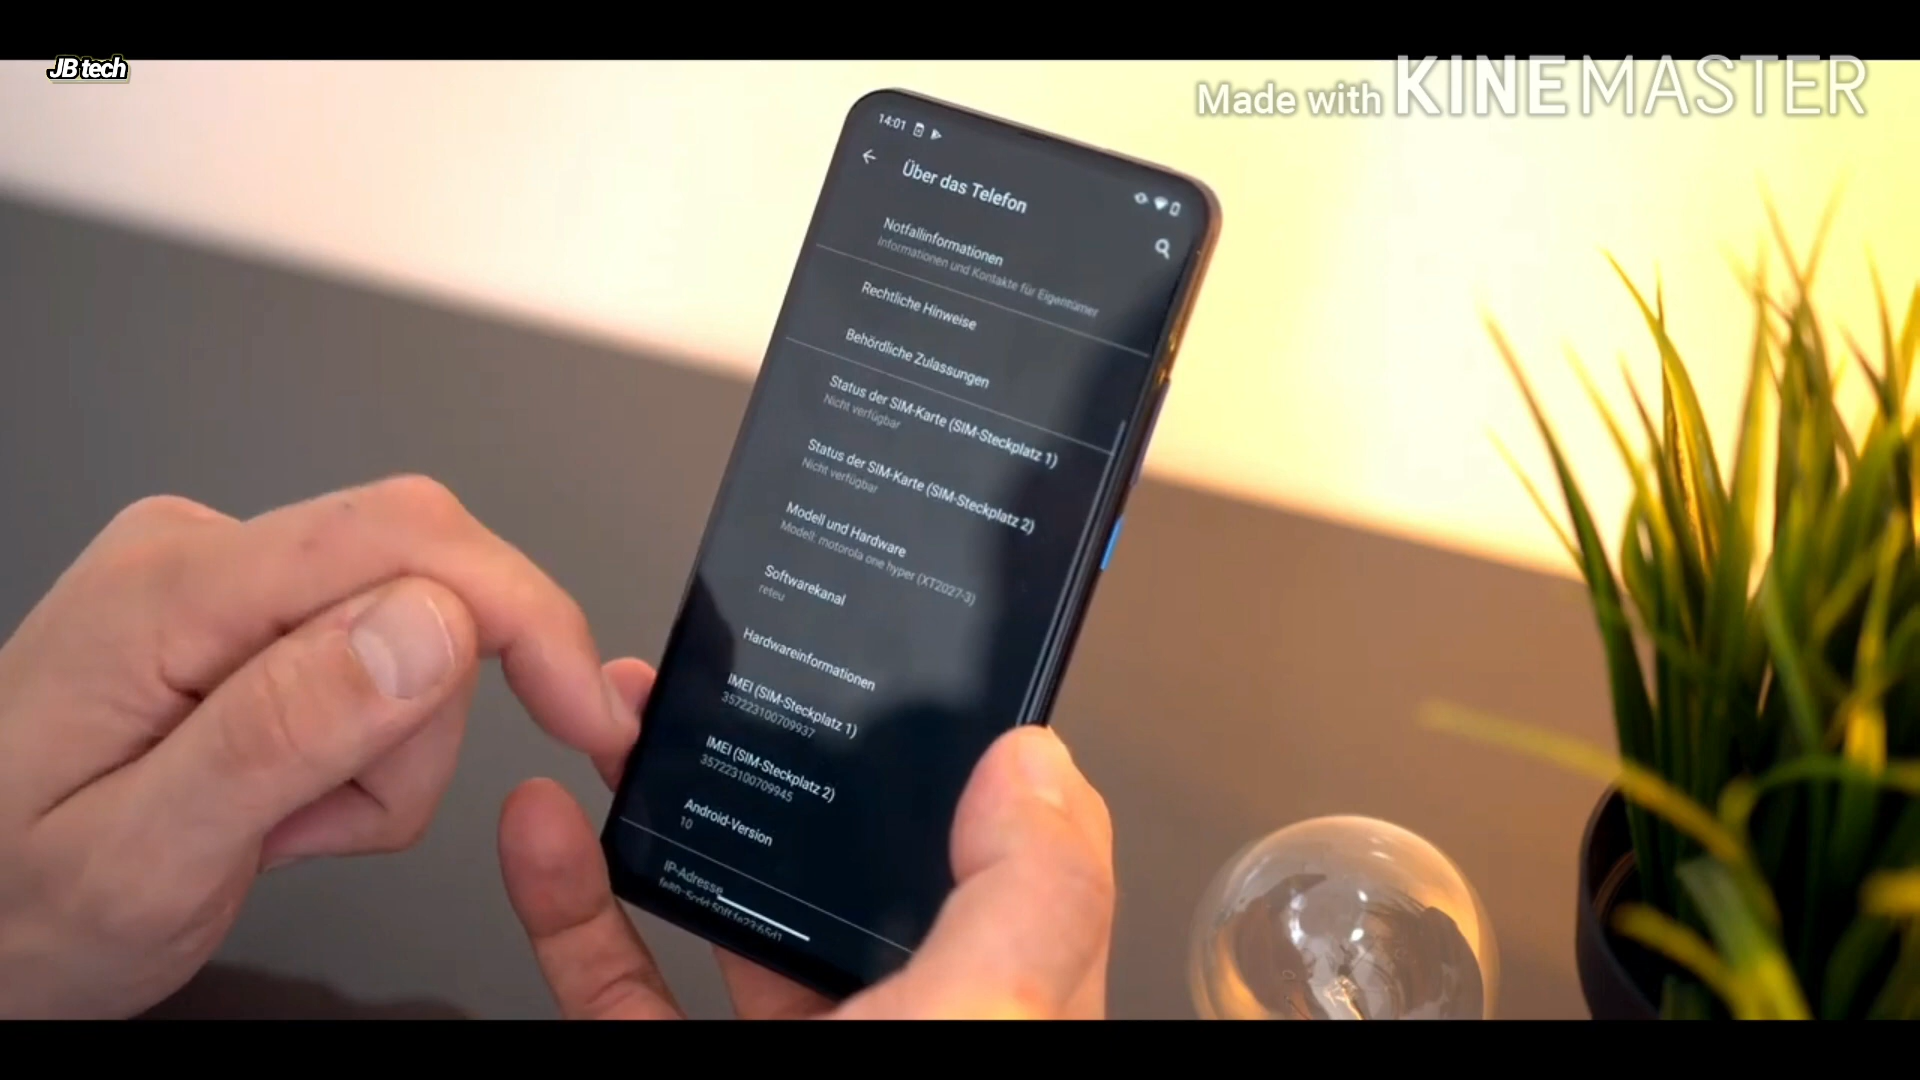 JB tech
Made with KINEMASTER
14:01
Über das Telefon
Notfallinformationen
Informationen und Kontakte für Eigentümer
Rechtliche Hinweise
Behördliche Zulassungen
Status der SIM-Karte (SIM-Steckplatz 1)
Nicht verfügbar
Status der SIM-Karte (SIM-Steckplatz 2)
Nicht verfügbar
Modell und Hardware
Modell: motorola one hyper (XT2027-3)
Softwarekanal
reteu
Hardwareinformationen
IMEI (SIM-Steckplatz 1)
357223100709937
IMEI (SIM-Steckplatz 2)
357223100709945
Android-Version
10
IP-Adresse